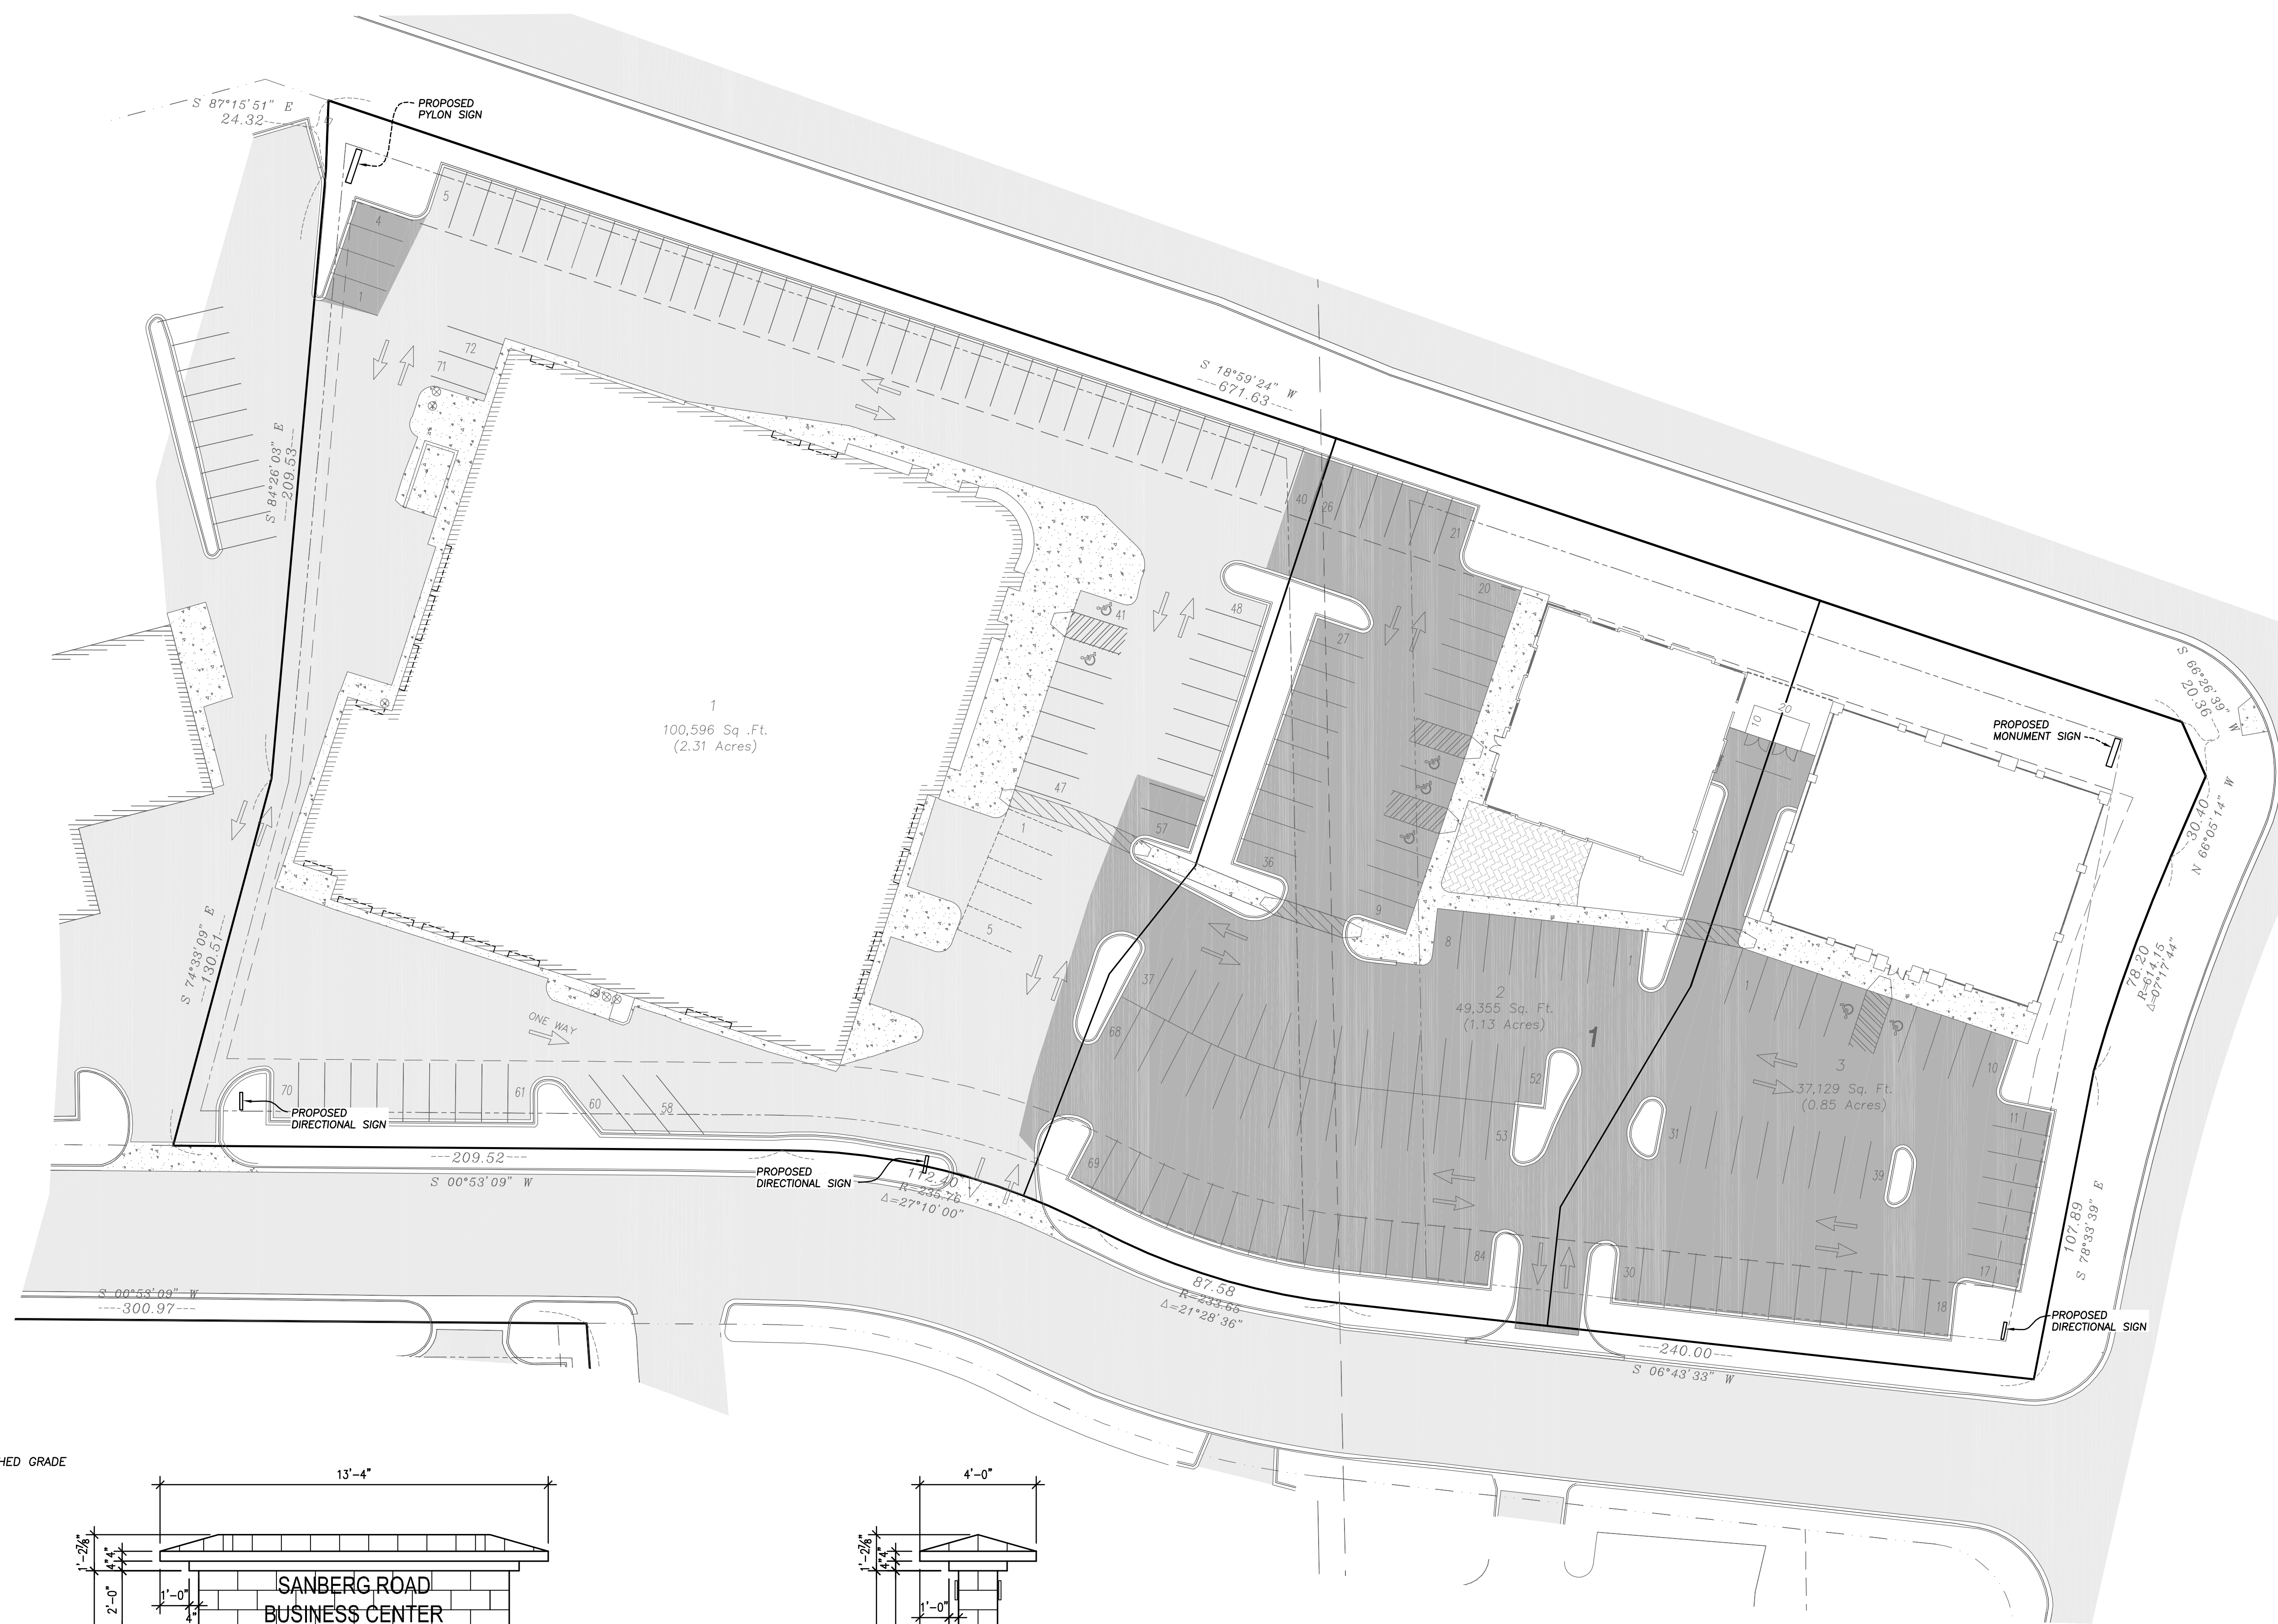 S 87°15'51" E
24.32
PROPOSED
PYLON SIGN
4
5
1
72
71
S 18°59'24" W
---671.63----
S 84°26'03" E
---209.53----
40
26
21
20
48
27
41
1
100,596 Sq .Ft.
(2.31 Acres)
47
1
5
57
36
9
8
1
10
20
PROPOSED
MONUMENT SIGN
S 66°26'39" W
20.36
30.40
N 66°05'14" W
78.20
R=614.15
Δ=07°17'44"
S 74°33'09" E
---130.51---
ONE WAY
37
68
2
49,355 Sq. Ft.
(1.13 Acres)
1
1
3
37,129 Sq. Ft.
(0.85 Acres)
10
11
52
53
31
39
70
61
60
58
69
84
30
18
17
PROPOSED
DIRECTIONAL SIGN
PROPOSED
DIRECTIONAL SIGN
---209.52---
S 00°53'09" W
112.40
R=235.76
Δ=27°10'00"
87.58
R=233.65
Δ=21°28'36"
107.89
S 78°33'39" E
PROPOSED
DIRECTIONAL SIGN
---240.00---
S 06°43'33" W
S 00°53'09" W
----300.97---
HED GRADE
13'-4"
1'-2⅞"
4"
4"
2'-0"
1'-0"
4"
SANBERG ROAD
BUSINESS CENTER
4'-0"
1'-2⅞"
4"
4"
1'-0"